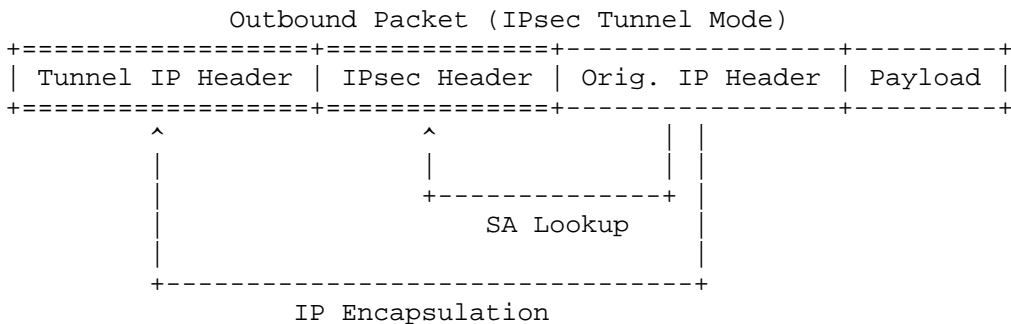 Outbound Packet (IPsec Tunnel Mode)
Tunnel IP Header | IPsec Header | Orig. IP Header | Payload
SA Lookup
IP Encapsulation